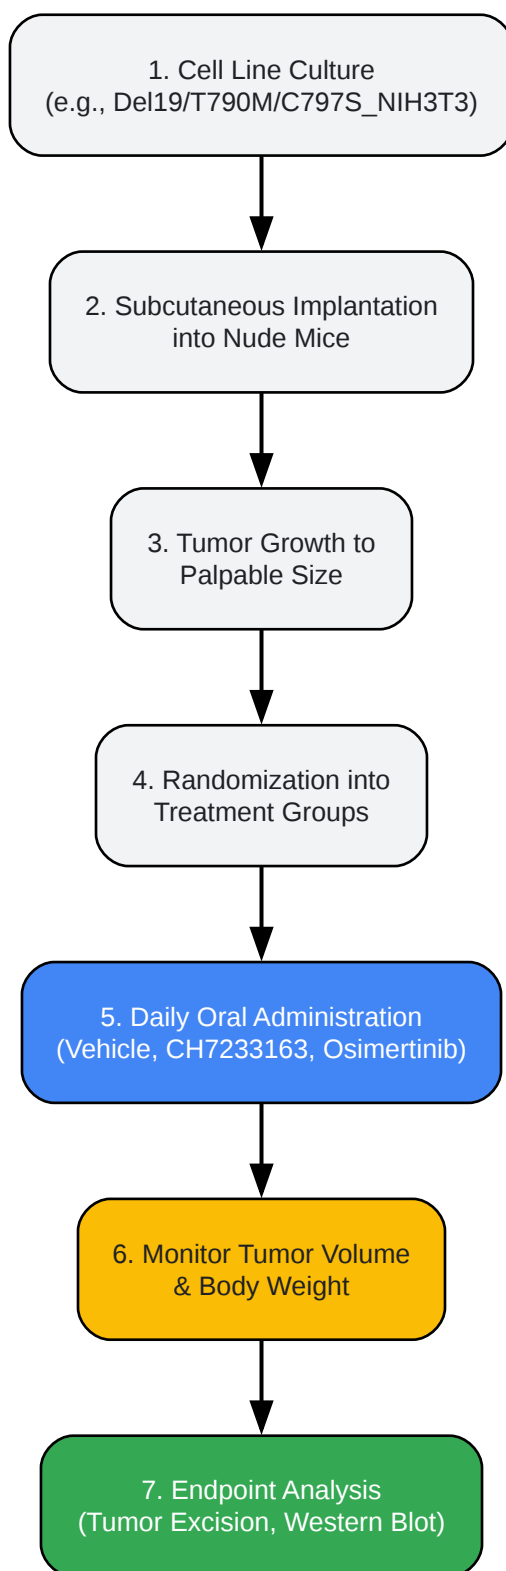 1. Cell Line Culture
(e.g., Del19/T790M/C797S_NIH3T3)
2. Subcutaneous Implantation
into Nude Mice
3. Tumor Growth to
Palpable Size
4. Randomization into
Treatment Groups
5. Daily Oral Administration
(Vehicle, CH7233163, Osimertinib)
6. Monitor Tumor Volume
& Body Weight
7. Endpoint Analysis
(Tumor Excision, Western Blot)